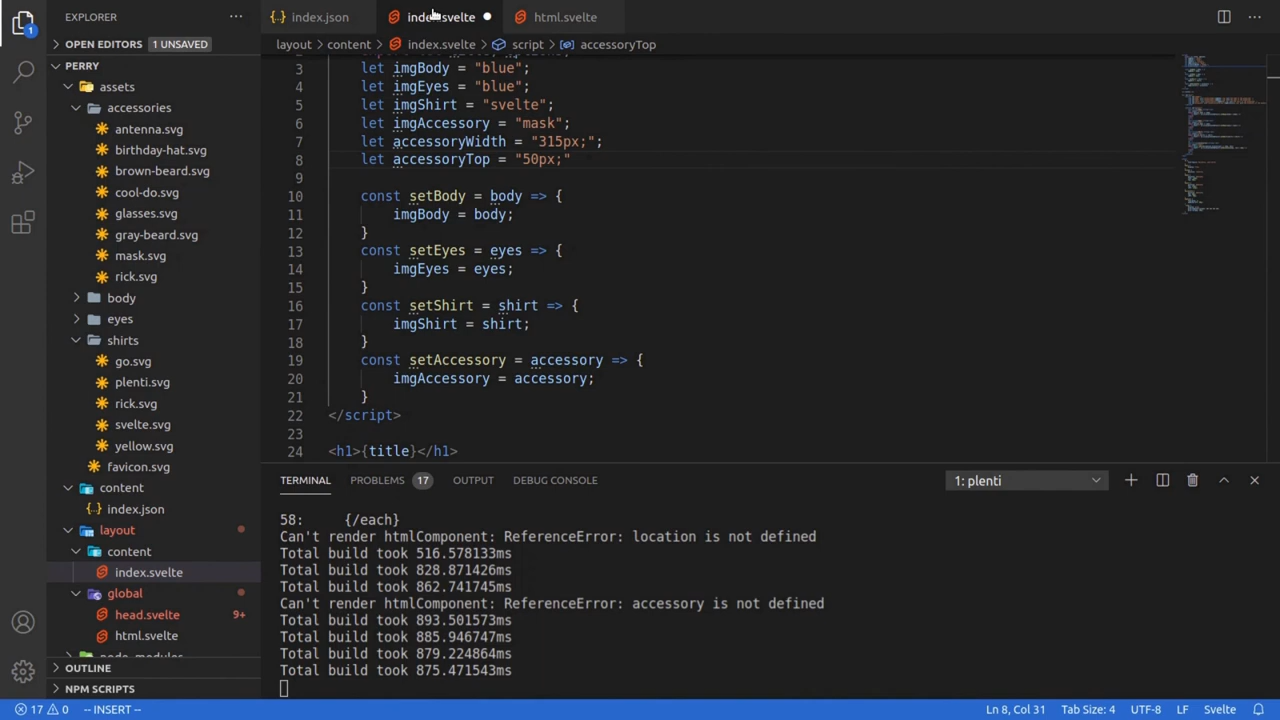 EXPLORER
OPEN EDITORS 1 UNSAVED
PERRY
assets
accessories
antenna.svg
birthday-hat.svg
brown-beard.svg
cool-do.svg
glasses.svg
gray-beard.svg
mask.svg
rick.svg
body
eyes
shirts
go.svg
plenti.svg
rick.svg
svelte.svg
yellow.svg
favicon.svg
content
index.json
layout
content
index.svelte
global
head.svelte 9+
html.svelte
OUTLINE
NPM SCRIPTS
1
{} index.json
index.svelte
html.svelte
layout > content > index.svelte > script > accessoryTop
3 let imgBody = "blue";
4 let imgEyes = "blue";
5 let imgShirt = "svelte";
6 let imgAccessory = "mask";
7 let accessoryWidth = "315px;";
8 let accessoryTop = "50px;"
9
10 const setBody = body => {
11 imgBody = body;
12 }
13 const setEyes = eyes => {
14 imgEyes = eyes;
15 }
16 const setShirt = shirt => {
17 imgShirt = shirt;
18 }
19 const setAccessory = accessory => {
20 imgAccessory = accessory;
21 }
22 </script>
23
24 <h1>{title}</h1>
TERMINAL PROBLEMS 17 OUTPUT DEBUG CONSOLE 1: plenti
58: {/each}
Can't render htmlComponent: ReferenceError: location is not defined
Total build took 516.578133ms
Total build took 828.871426ms
Total build took 862.741745ms
Can't render htmlComponent: ReferenceError: accessory is not defined
Total build took 893.501573ms
Total build took 885.946747ms
Total build took 879.224864ms
Total build took 875.471543ms
17 0 -- INSERT -- Ln 8, Col 31 Tab Size: 4 UTF-8 LF Svelte